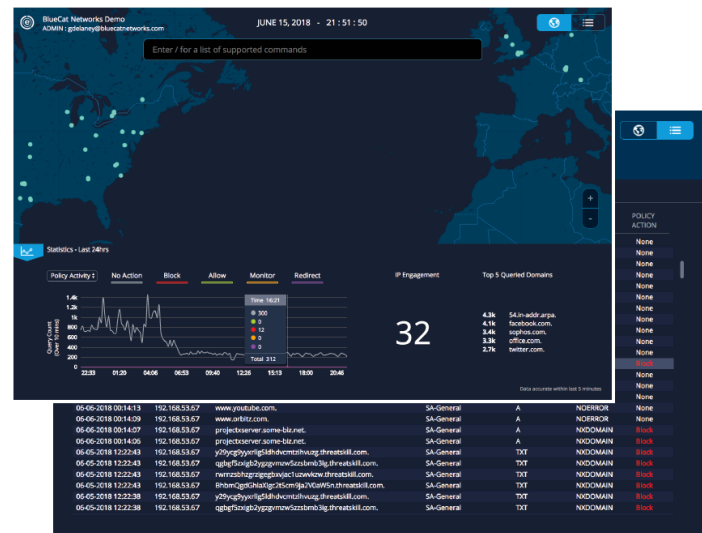 BlueCat Networks Demo
ADMIN : gdelaney@bluecatnetworks.com
JUNE 15, 2018 - 21 : 51 : 50
Enter / for a list of supported commands
+
-
Statistics - Last 24hrs
Policy Activity
No Action
Block
Allow
Monitor
Redirect
IP Engagement
Top 5 Queried Domains
Query Count
(Over 10 mins)
1.4k
1.2k
1k
800
600
400
200
0
22:33 01:20 04:06 06:53 09:40 12:26 15:13 18:00 20:46
Time 16:21
300
0
12
0
0
Total 312
32
4.3k 54.in-addr.arpa.
4.1k facebook.com.
3.4k sophos.com.
3.3k office.com.
2.7k twitter.com.
Data accurate within last 5 minutes
POLICY
ACTION
None
None
None
None
None
None
None
None
None
None
None
Block
None
None
None
06-06-2018 00:14:13 192.168.53.67 www.youtube.com. SA-General A NOERROR None
06-06-2018 00:14:09 192.168.53.67 www.orbitz.com. SA-General A NOERROR None
06-06-2018 00:14:07 192.168.53.67 projectxserver.some-biz.net. SA-General A NXDOMAIN Block
06-06-2018 00:14:06 192.168.53.67 projectxserver.some-biz.net. SA-General A NXDOMAIN Block
06-05-2018 12:22:43 192.168.53.67 SA-General TXT NXDOMAIN Block
06-05-2018 12:22:43 192.168.53.67 SA-General TXT NXDOMAIN Block
06-05-2018 12:22:43 192.168.53.67 SA-General TXT NXDOMAIN Block
06-05-2018 12:22:43 192.168.53.67 SA-General TXT NXDOMAIN Block
06-05-2018 12:22:38 192.168.53.67 SA-General TXT NXDOMAIN Block
06-05-2018 12:22:38 192.168.53.67 SA-General TXT NXDOMAIN Block